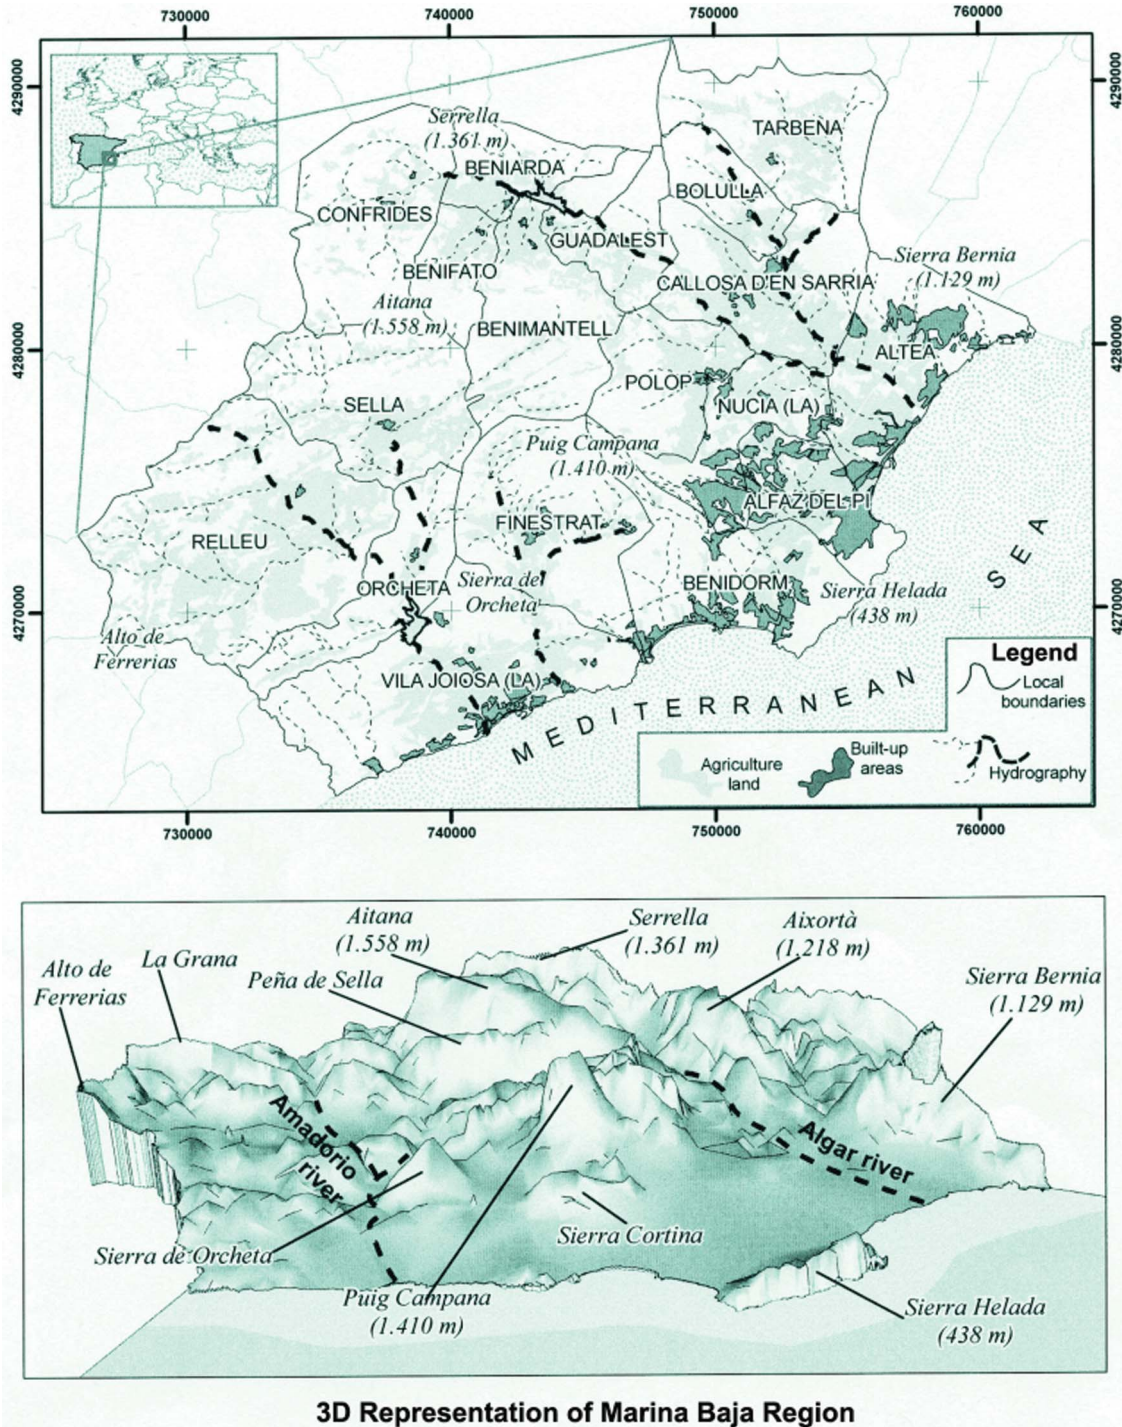 730000
740000
750000
760000
4290000
4290000
Serrella
(1.361 m)
TARBENA
BENIARDA
BOLULLA
CONFRIDES
GUADALEST
BENIFATO
CALLOSA D'EN SARRIA
Sierra Bernia
(1.129 m)
Aitana
(1.558 m)
BENIMANTELL
4280000
4280000
ALTEA
POLOP
NUCIA (LA)
SELLA
Puig Campana
(1.410 m)
ALFAZ DEL PI
FINESTRAT
RELLEU
ORCHETA
Sierra de
Orcheta
BENIDORM
Sierra Helada
(438 m)
4270000
4270000
Alto de
Ferrerias
VILA JOIOSA (LA)
MEDITERRANEAN
SEA
Legend
Local
boundaries
Agriculture
land
Built-up
areas
Hydrography
730000
740000
750000
760000
Aitana
(1.558 m)
Serrella
(1.361 m)
Aixortà
(1.218 m)
La Grana
Alto de
Ferrerias
Peña de Sella
Sierra Bernia
(1.129 m)
Amadorio
river
Algar river
Sierra de Orcheta
Sierra Cortina
Puig Campana
(1.410 m)
Sierra Helada
(438 m)
3D Representation of Marina Baja Region